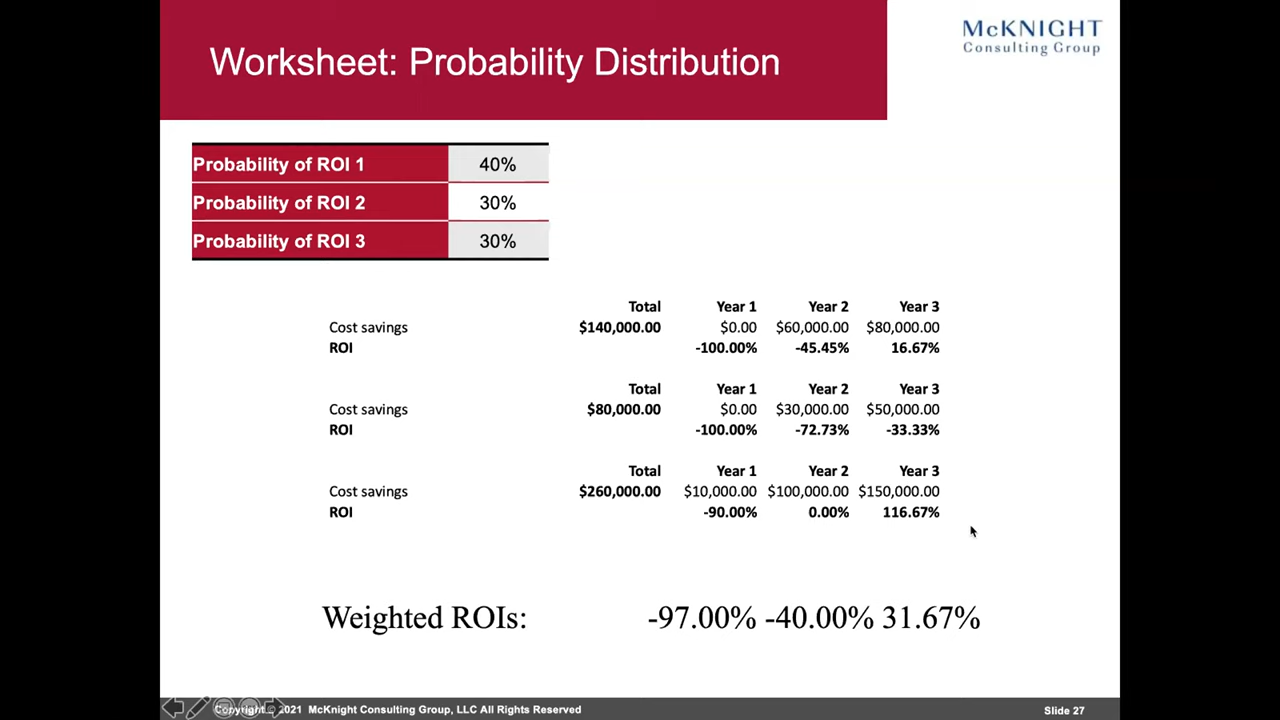 Worksheet: Probability Distribution
McKNIGHT
Consulting Group
Probability of ROI 1 40%
Probability of ROI 2 30%
Probability of ROI 3 30%
Total Year 1 Year 2 Year 3
Cost savings $140,000.00 $0.00 $60,000.00 $80,000.00
ROI -100.00% -45.45% 16.67%
Total Year 1 Year 2 Year 3
Cost savings $80,000.00 $0.00 $30,000.00 $50,000.00
ROI -100.00% -72.73% -33.33%
Total Year 1 Year 2 Year 3
Cost savings $260,000.00 $10,000.00 $100,000.00 $150,000.00
ROI -90.00% 0.00% 116.67%
Weighted ROIs: -97.00% -40.00% 31.67%
Copyright © 2021 McKnight Consulting Group, LLC All Rights Reserved Slide 27